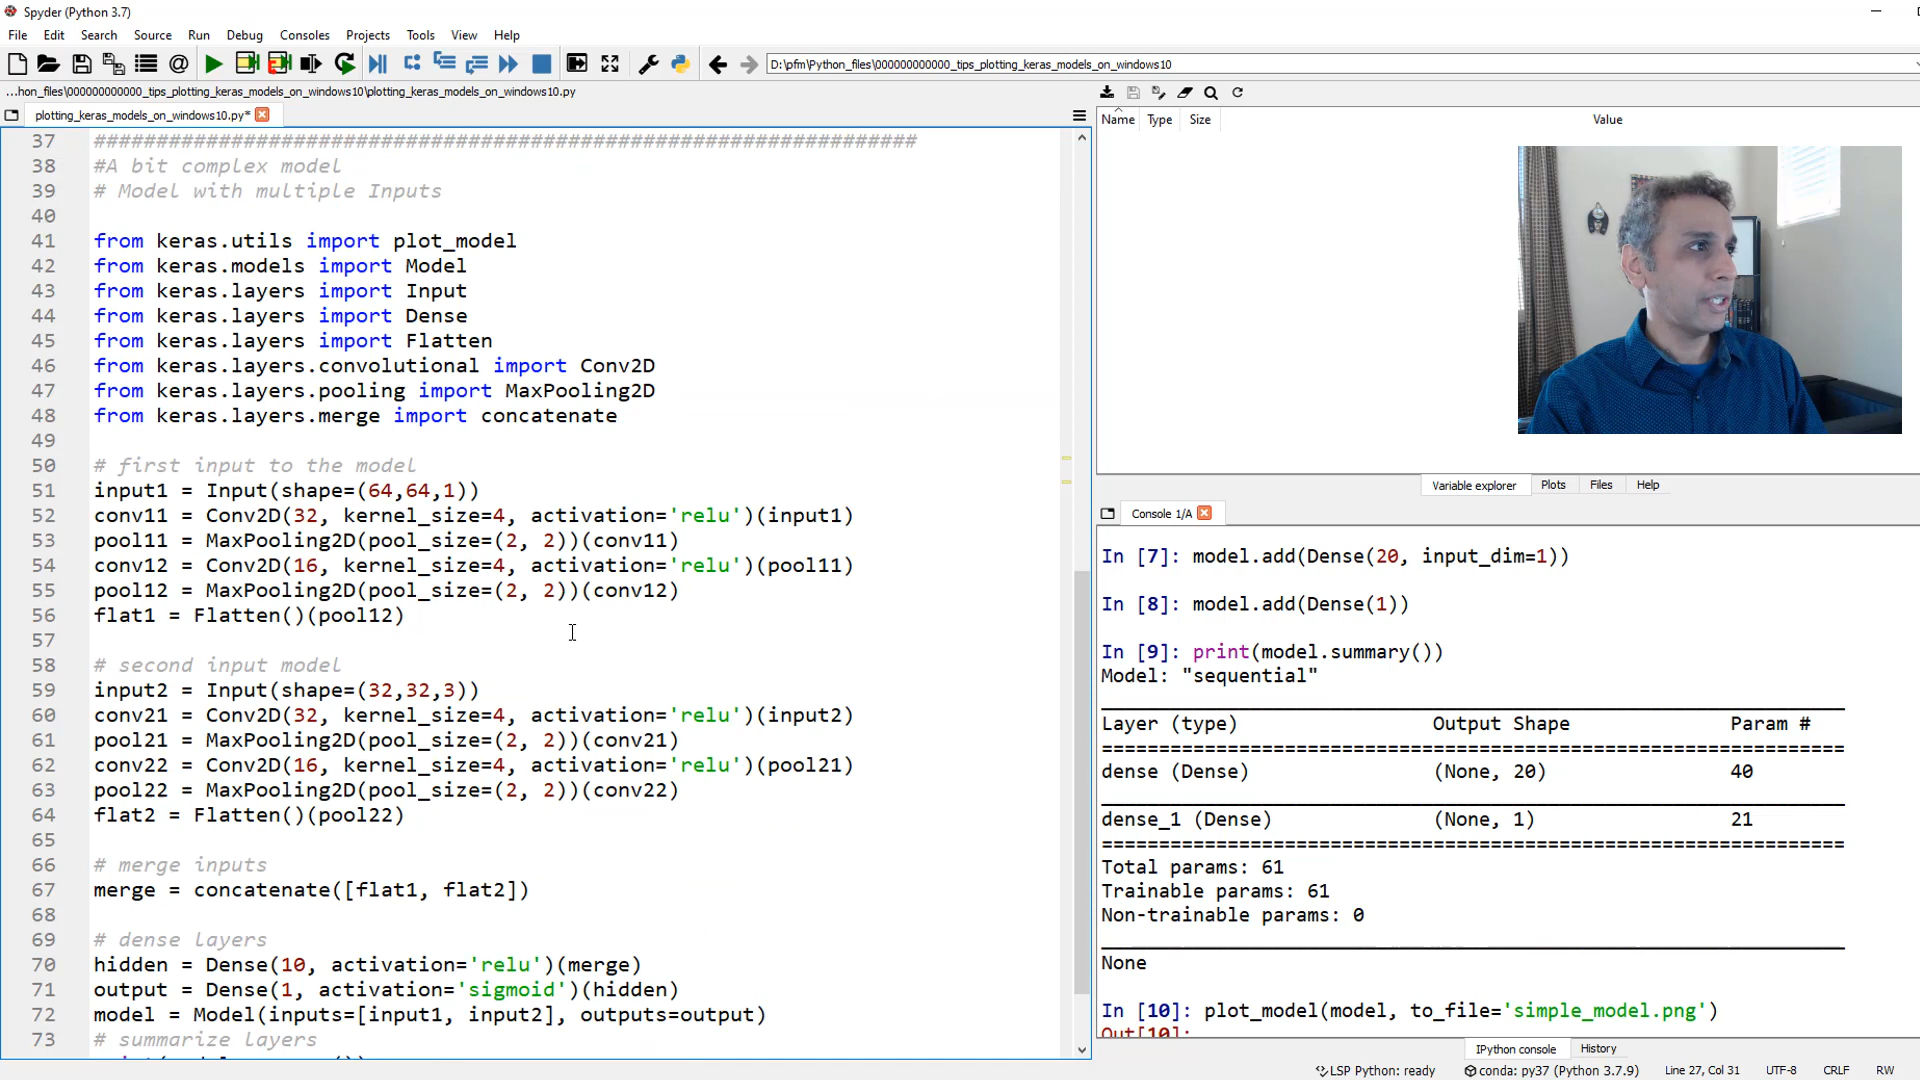 Spyder (Python 3.7)
File Edit Search Source Run Debug Consoles Projects Tools View Help
D:\pfm\Python_files\000000000000_tips_plotting_keras_models_on_windows10
...hon_files\000000000000_tips_plotting_keras_models_on_windows10\plotting_keras_models_on_windows10.py
plotting_keras_models_on_windows10.py*
37 ##################################################################
38 #A bit complex model
39 # Model with multiple Inputs
40
41 from keras.utils import plot_model
42 from keras.models import Model
43 from keras.layers import Input
44 from keras.layers import Dense
45 from keras.layers import Flatten
46 from keras.layers.convolutional import Conv2D
47 from keras.layers.pooling import MaxPooling2D
48 from keras.layers.merge import concatenate
49
50 # first input to the model
51 input1 = Input(shape=(64,64,1))
52 conv11 = Conv2D(32, kernel_size=4, activation='relu')(input1)
53 pool11 = MaxPooling2D(pool_size=(2, 2))(conv11)
54 conv12 = Conv2D(16, kernel_size=4, activation='relu')(pool11)
55 pool12 = MaxPooling2D(pool_size=(2, 2))(conv12)
56 flat1 = Flatten()(pool12)
57
58 # second input model
59 input2 = Input(shape=(32,32,3))
60 conv21 = Conv2D(32, kernel_size=4, activation='relu')(input2)
61 pool21 = MaxPooling2D(pool_size=(2, 2))(conv21)
62 conv22 = Conv2D(16, kernel_size=4, activation='relu')(pool21)
63 pool22 = MaxPooling2D(pool_size=(2, 2))(conv22)
64 flat2 = Flatten()(pool22)
65
66 # merge inputs
67 merge = concatenate([flat1, flat2])
68
69 # dense layers
70 hidden = Dense(10, activation='relu')(merge)
71 output = Dense(1, activation='sigmoid')(hidden)
72 model = Model(inputs=[input1, input2], outputs=output)
73 # summarize layers
Name Type Size Value
Variable explorer Plots Files Help
Console 1/A
In [7]: model.add(Dense(20, input_dim=1))
In [8]: model.add(Dense(1))
In [9]: print(model.summary())
Model: "sequential"
Layer (type) Output Shape Param #
=================================================================
dense (Dense) (None, 20) 40
dense_1 (Dense) (None, 1) 21
=================================================================
Total params: 61
Trainable params: 61
Non-trainable params: 0
None
In [10]: plot_model(model, to_file='simple_model.png')
Out[10]:
IPython console History
LSP Python: ready conda: py37 (Python 3.7.9) Line 27, Col 31 UTF-8 CRLF RW